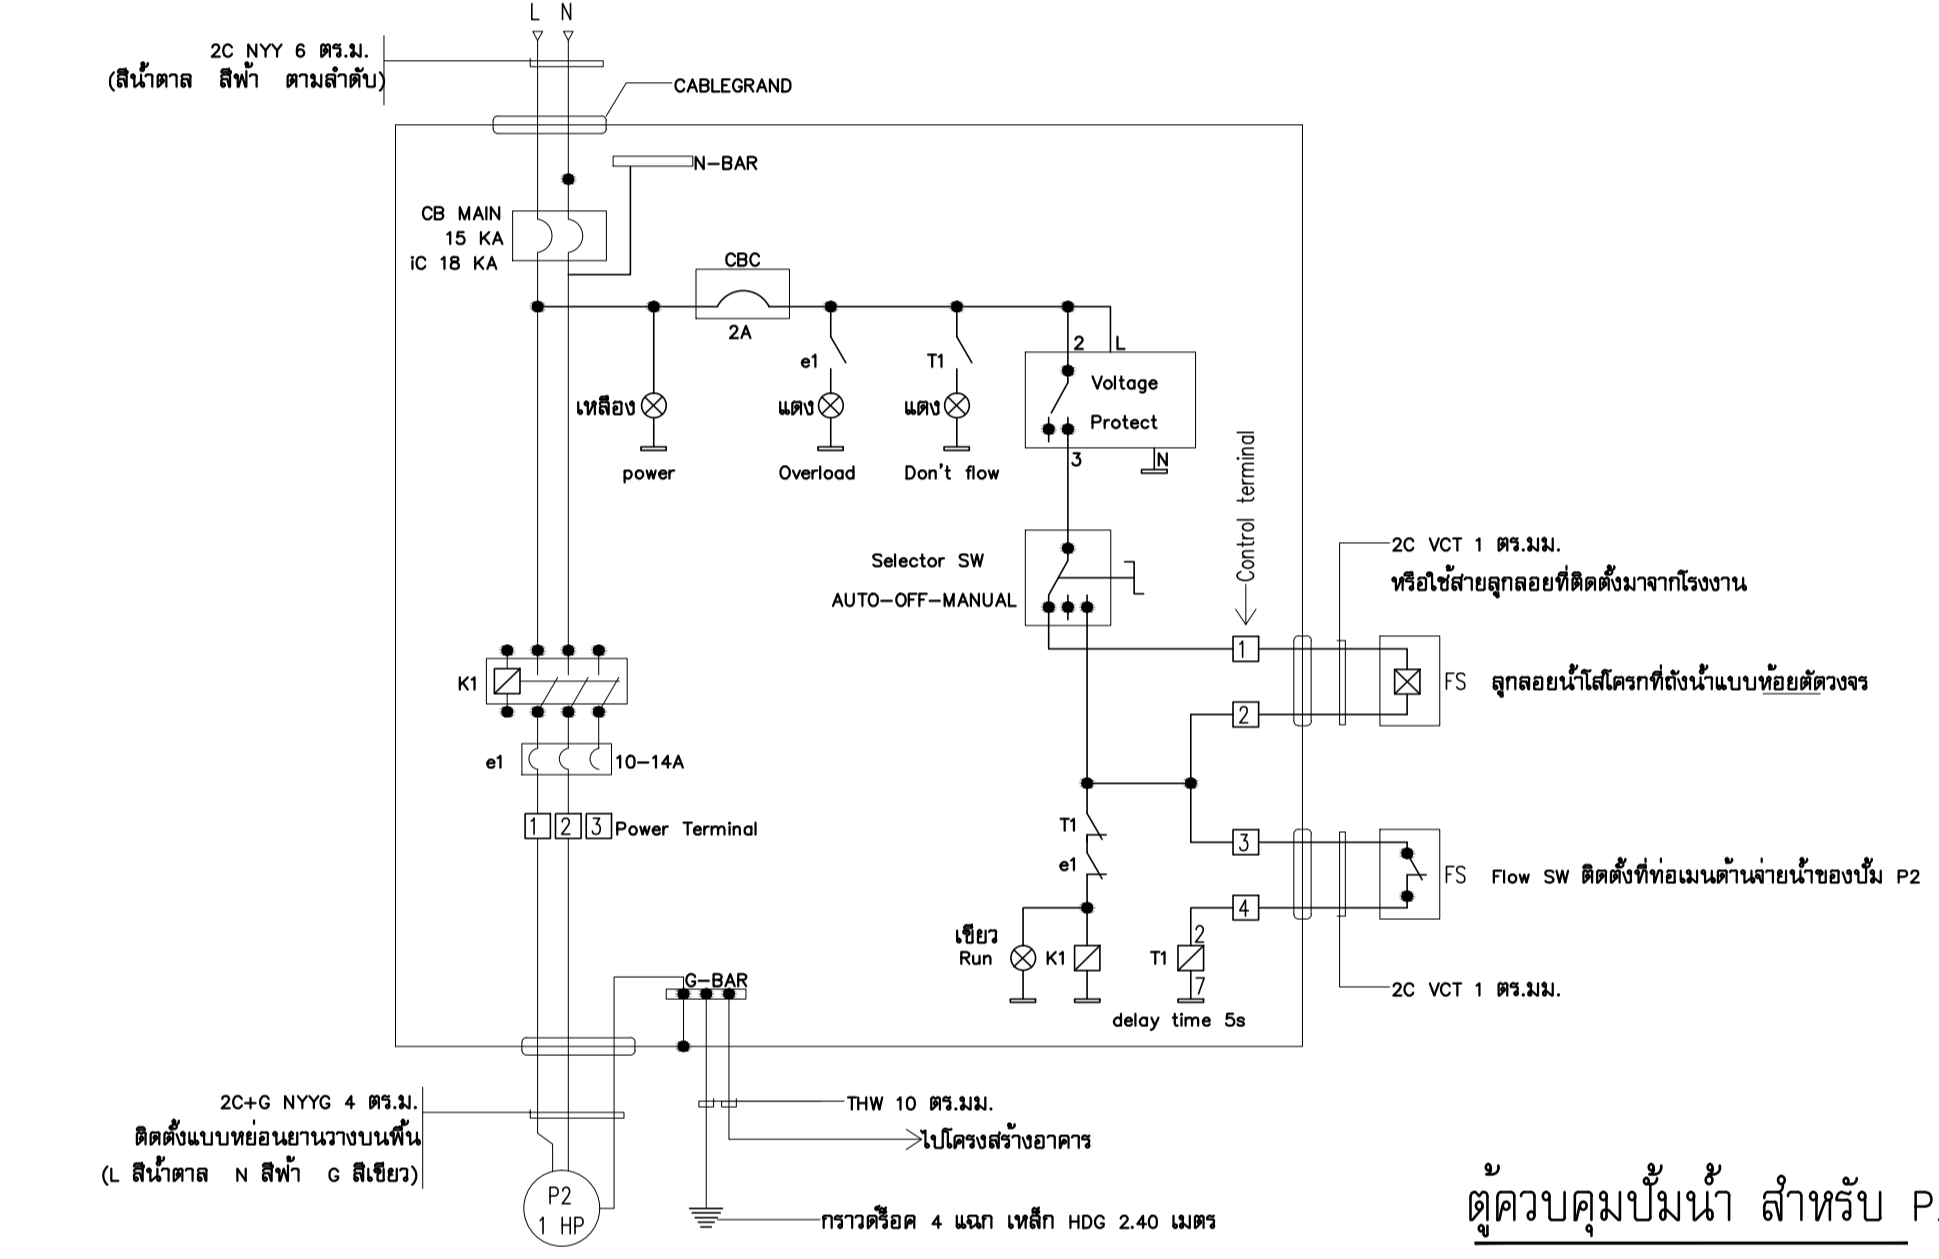 L N
2C NYY 6 ตร.ม.
(สีน้ำตาล สีฟ้า ตามลำดับ)
CABLEGRAND
N-BAR
CB MAIN
15 KA
iC 18 KA
CBC
2A
e1
T1
2 L
Voltage
Protect
3
N
เหลือง
แดง
แดง
power
Overload
Don't flow
Control terminal
Selector SW
AUTO-OFF-MANUAL
2C VCT 1 ตร.มม.
หรือใช้สายลูกลอยที่ติดตั้งมาจากโรงงาน
1
2
FS ลูกลอยน้ำโสโครกที่ถังน้ำแบบห้อยตัดวงจร
K1
e1
10-14A
1 2 3 Power Terminal
T1
e1
3
4
FS Flow SW ติดตั้งที่ท่อเมนด้านจ่ายน้ำของปั๊ม P2
เขียว
Run
K1
T1
2
7
delay time 5s
2C VCT 1 ตร.มม.
G-BAR
2C+G NYYG 4 ตร.ม.
ติดตั้งแบบหย่อนยานวางบนพื้น
(L สีน้ำตาล N สีฟ้า G สีเขียว)
THW 10 ตร.มม.
ไปโครงสร้างอาคาร
P2
1 HP
กราวด์ร็อค 4 แฉก เหล็ก HDG 2.40 เมตร
ตู้ควบคุมปั้มน้ำ สำหรับ P